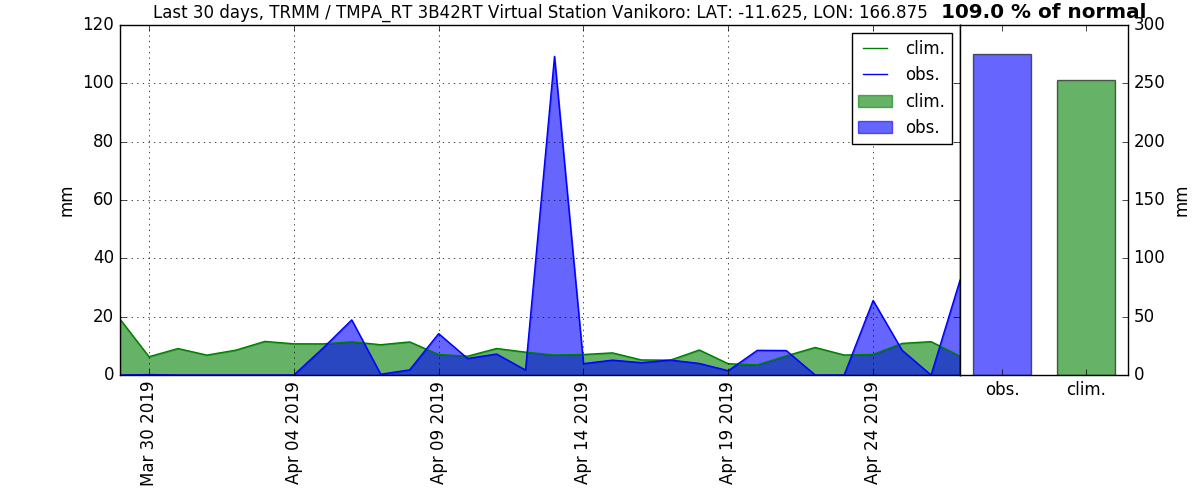 Last 30 days, TRMM / TMPA_RT 3B42RT Virtual Station Vanikoro: LAT: -11.625, LON: 166.875 109.0 % of normal
120
100
80
60
40
20
0
mm
clim.
obs.
clim.
obs.
300
250
200
150
100
50
0
mm
obs. clim.
Mar 30 2019
Apr 04 2019
Apr 09 2019
Apr 14 2019
Apr 19 2019
Apr 24 2019